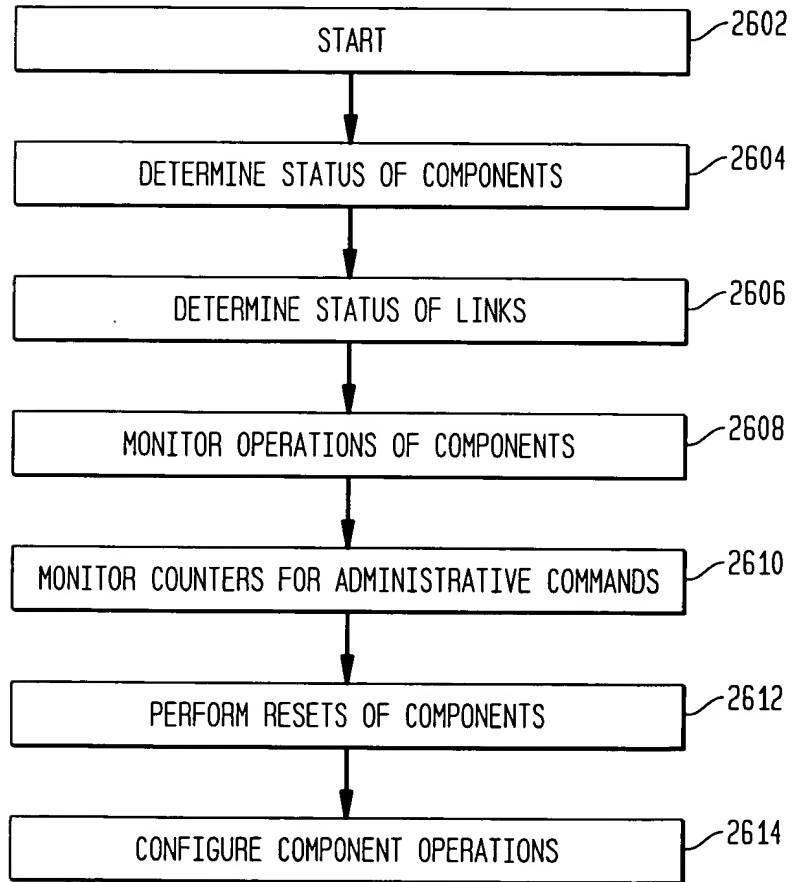 START 2602
DETERMINE STATUS OF COMPONENTS 2604
DETERMINE STATUS OF LINKS 2606
MONITOR OPERATIONS OF COMPONENTS 2608
MONITOR COUNTERS FOR ADMINISTRATIVE COMMANDS 2610
PERFORM RESETS OF COMPONENTS 2612
CONFIGURE COMPONENT OPERATIONS 2614